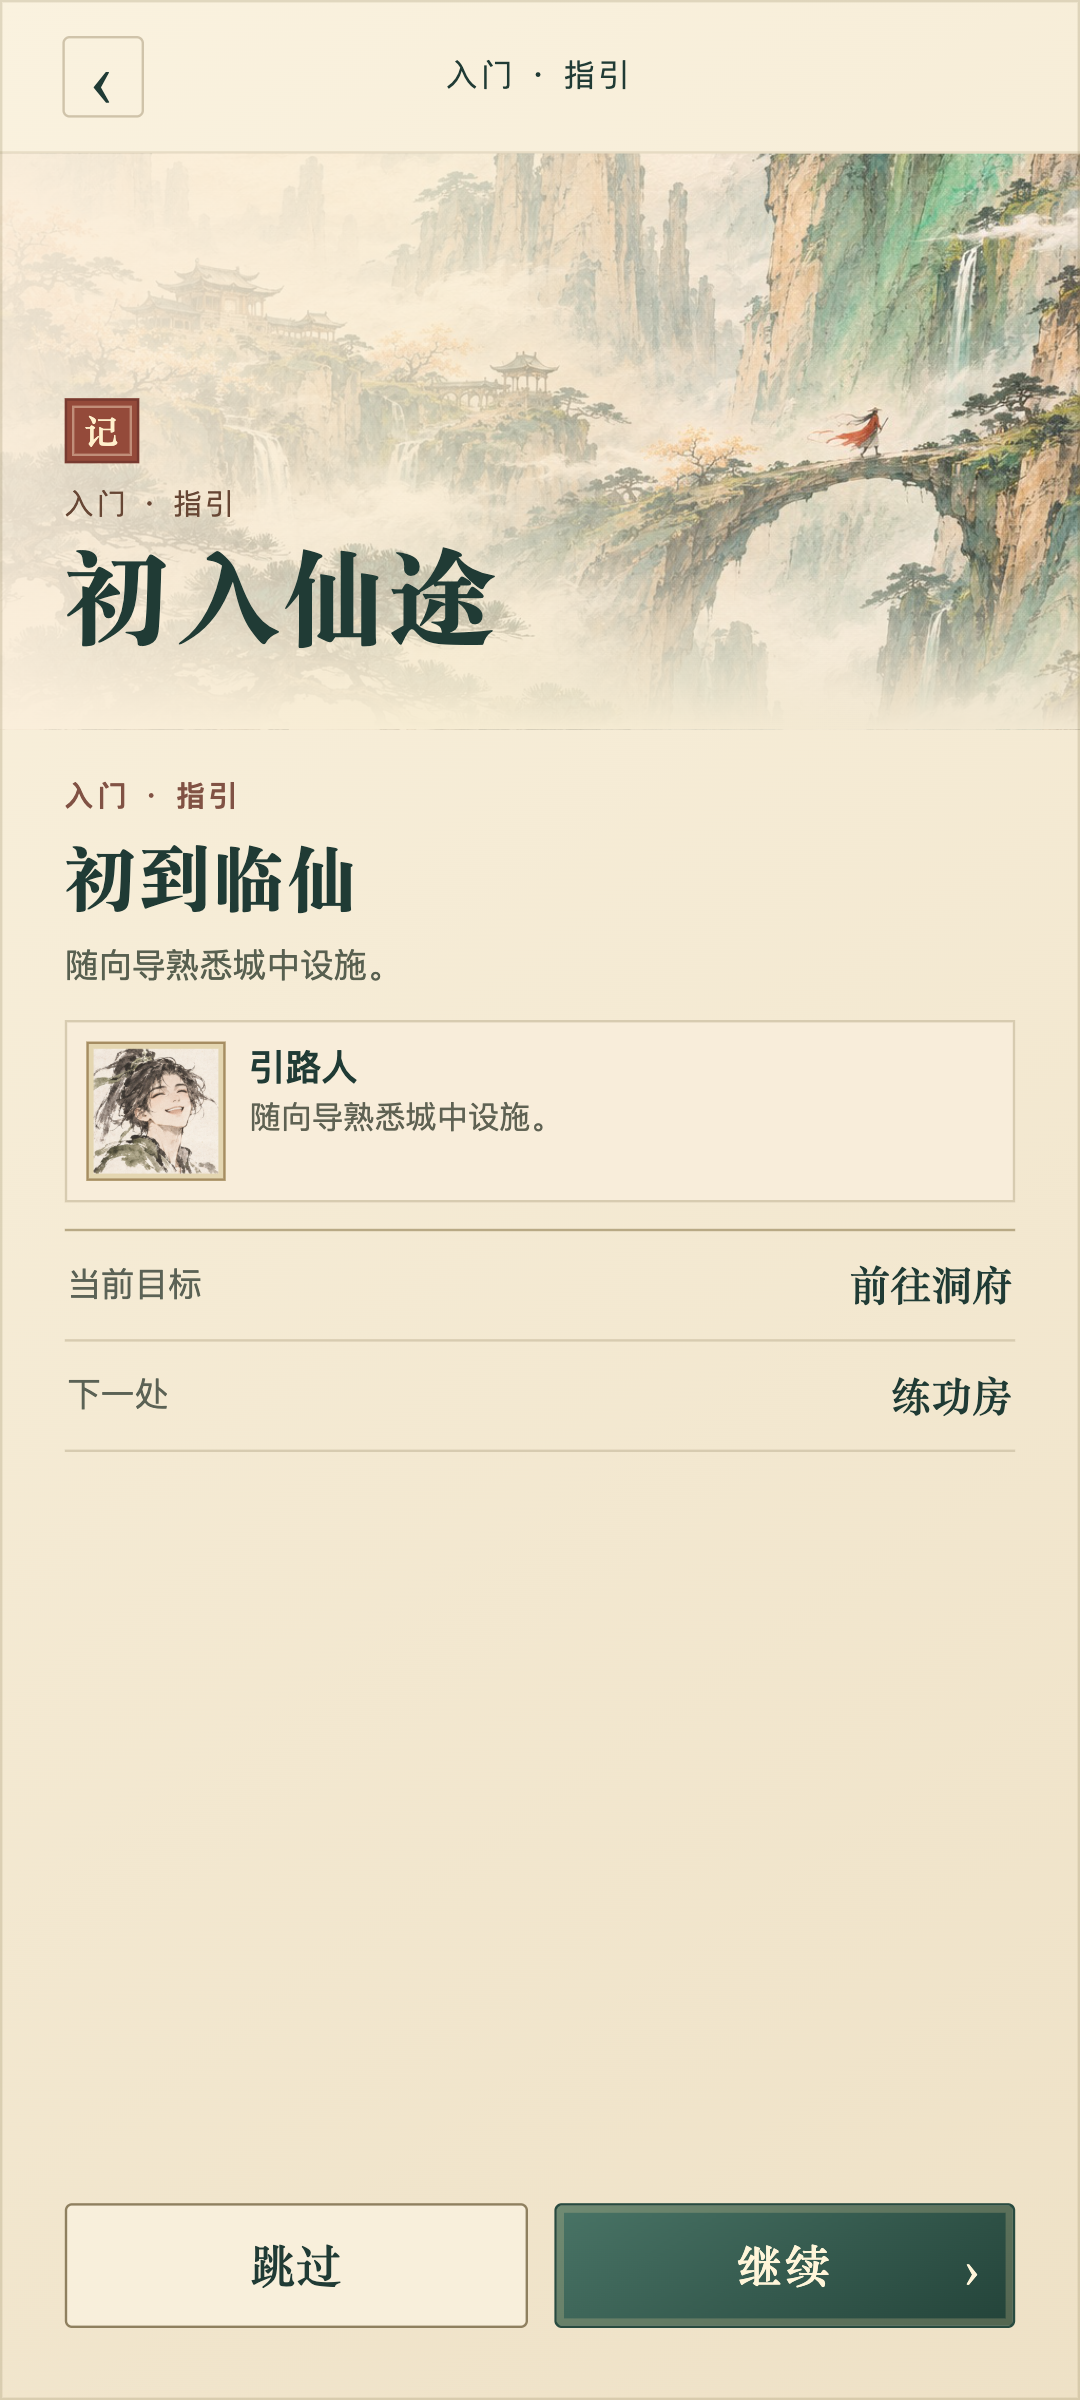 ‹
入门 · 指引
记
入门 · 指引
初入仙途
入门 · 指引
初到临仙
随向导熟悉城中设施。
引路人
随向导熟悉城中设施。
当前目标 前往洞府
下一处 练功房
跳过
继续 ›